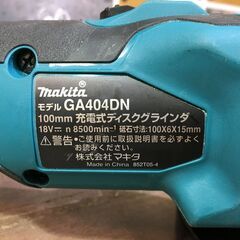 makita
モデル GA404DN
100mm 充電式ディスクグラインダ
18V⎓ n 8500min⁻¹ 砥石寸法:100X6X15mm
⚠警告 ●ご使用前に取扱説明書を必ず
お読みください。
株式会社マキタ
Made in China 852T05-4